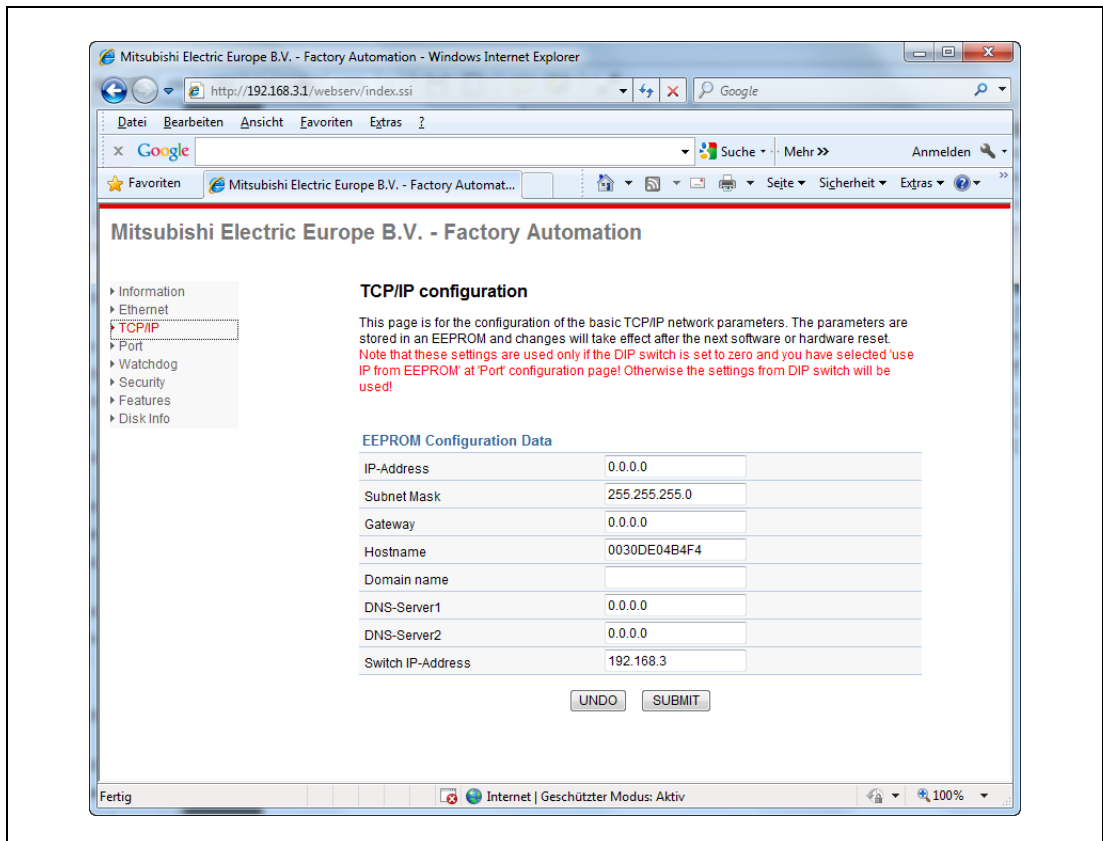 Mitsubishi Electric Europe B.V. - Factory Automation - Windows Internet Explorer
http://192.168.3.1/webserv/index.ssi
Google
Datei Bearbeiten Ansicht Favoriten Extras ?
x Google Suche Mehr >> Anmelden
Favoriten Mitsubishi Electric Europe B.V. - Factory Automat... Seite Sicherheit Extras
Mitsubishi Electric Europe B.V. - Factory Automation
Information
Ethernet
TCP/IP
Port
Watchdog
Security
Features
Disk Info
TCP/IP configuration
This page is for the configuration of the basic TCP/IP network parameters. The parameters are
stored in an EEPROM and changes will take effect after the next software or hardware reset.
Note that these settings are used only if the DIP switch is set to zero and you have selected 'use
IP from EEPROM' at 'Port' configuration page! Otherwise the settings from DIP switch will be
used!
EEPROM Configuration Data
IP-Address 0.0.0.0
Subnet Mask 255.255.255.0
Gateway 0.0.0.0
Hostname 0030DE04B4F4
Domain name
DNS-Server1 0.0.0.0
DNS-Server2 0.0.0.0
Switch IP-Address 192.168.3
UNDO SUBMIT
Fertig Internet | Geschützter Modus: Aktiv 100%